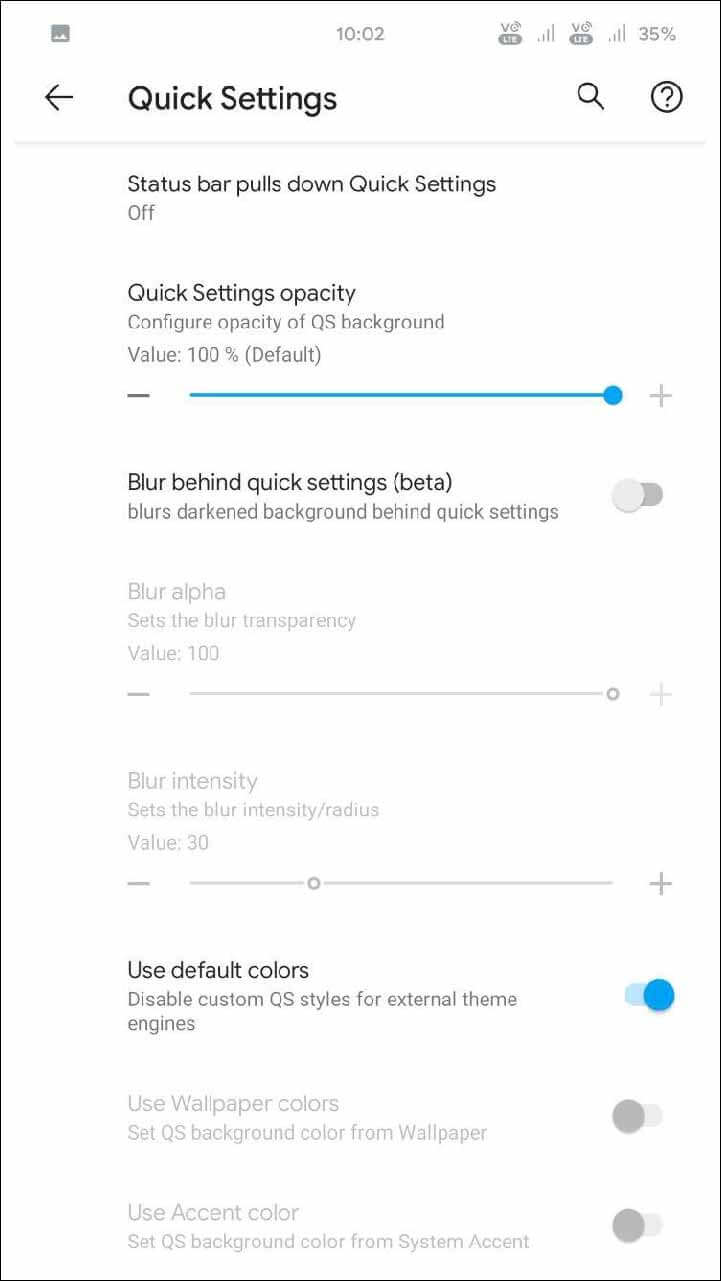 10:02 VO LTE VO LTE 35%
Quick Settings
Status bar pulls down Quick Settings
Off
Quick Settings opacity
Configure opacity of QS background
Value: 100 % (Default)
Blur behind quick settings (beta)
blurs darkened background behind quick settings
Blur alpha
Sets the blur transparency
Value: 100
Blur intensity
Sets the blur intensity/radius
Value: 30
Use default colors
Disable custom QS styles for external theme
engines
Use Wallpaper colors
Set QS background color from Wallpaper
Use Accent color
Set QS background color from System Accent